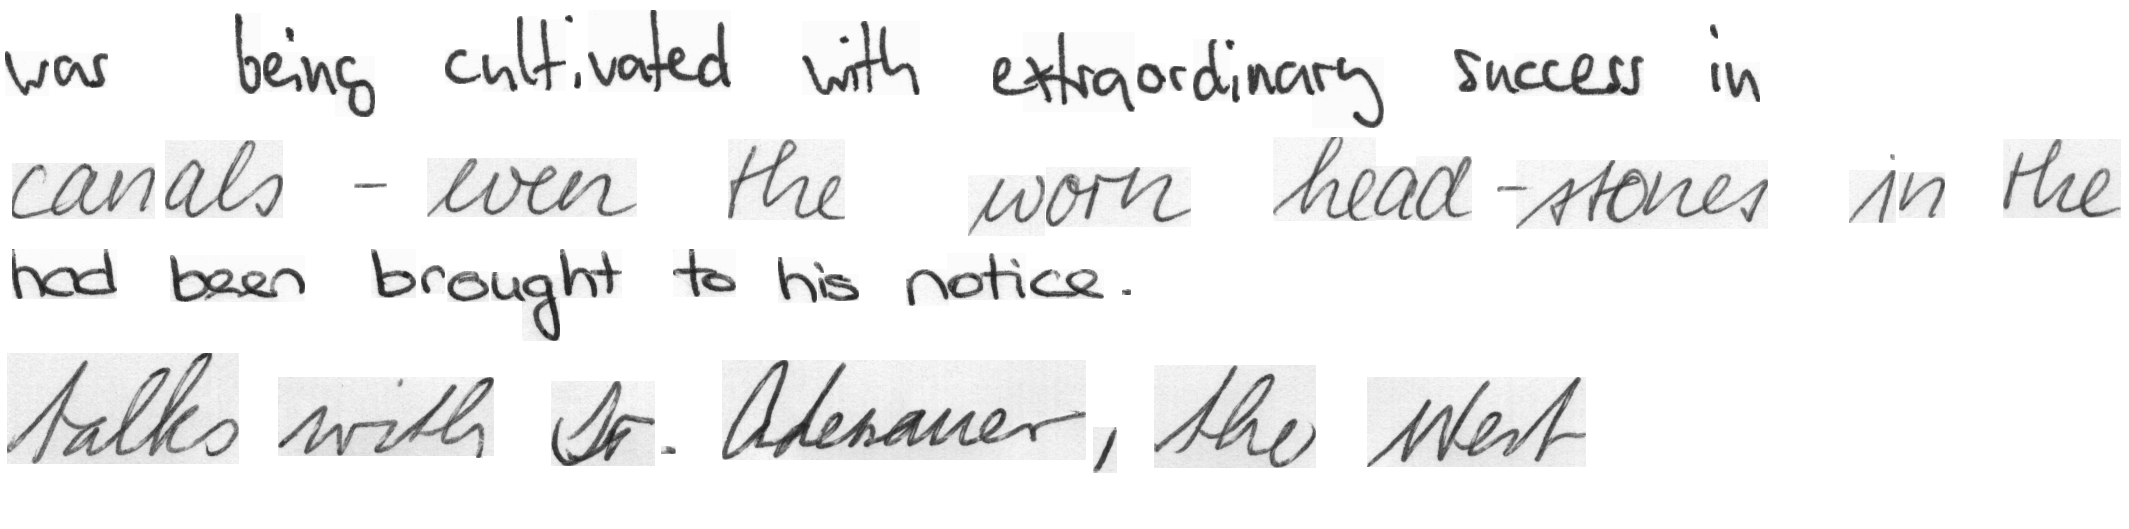 was being cultivated with extraordinary success in
canals - even the worn head-stones in the
had been brought to his notice.
talks with Dr. Adenauer, the West